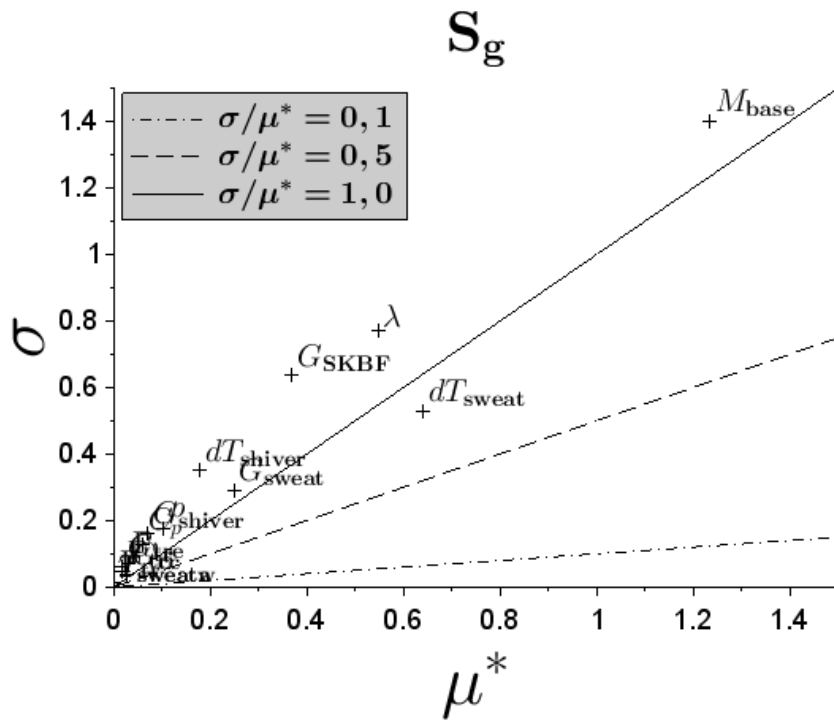 S_g
σ/μ* = 0,1
σ/μ* = 0,5
σ/μ* = 1,0
1.4
1.2
1
0.8
0.6
0.4
0.2
0
σ
M_base
λ
G_SKBF
dT_sweat
dT_shiver
G_sweat
shiver
0 0.2 0.4 0.6 0.8 1 1.2 1.4
μ*